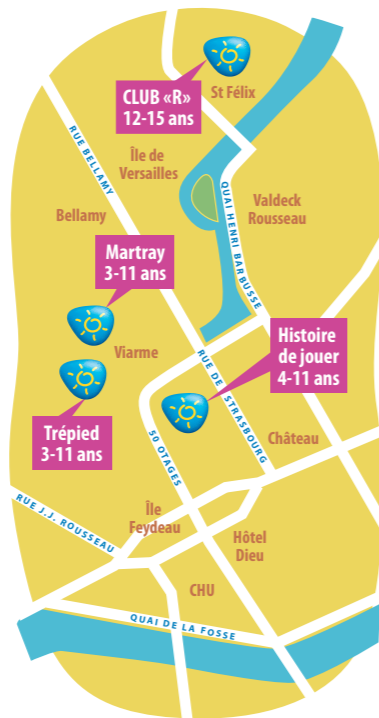 CLUB «R»
12-15 ans
St Félix
RUE BELLAMY
Île de
Versailles
QUAI HENRI BARBUSSE
Valdeck
Rousseau
Bellamy
Martray
3-11 ans
Histoire
de jouer
4-11 ans
Viarme
RUE DE STRASBOURG
Trépied
3-11 ans
50 OTAGES
Château
RUE J.J. ROUSSEAU
Île
Feydeau
Hôtel
Dieu
CHU
QUAI DE LA FOSSE